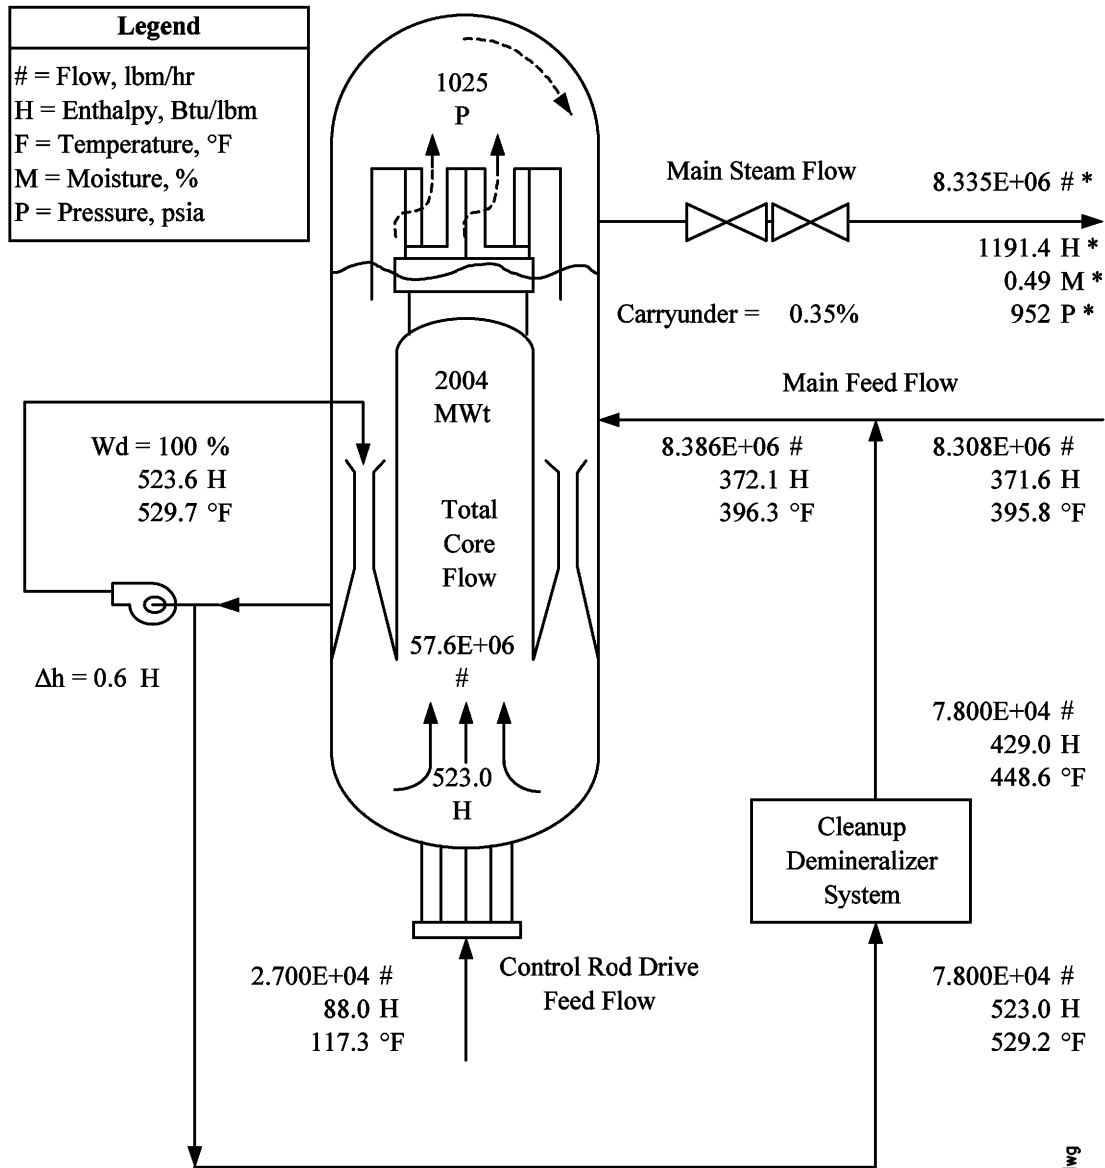 Legend
# = Flow, lbm/hr
H = Enthalpy, Btu/lbm
F = Temperature, °F
M = Moisture, %
P = Pressure, psia
1025
P
Main Steam Flow
8.335E+06 # *
1191.4 H *
0.49 M *
952 P *
Carryunder = 0.35%
2004
MWt
Main Feed Flow
Wd = 100 %
523.6 H
529.7 °F
8.386E+06 #
372.1 H
396.3 °F
8.308E+06 #
371.6 H
395.8 °F
Total
Core
Flow
57.6E+06
#
Δh = 0.6 H
523.0
H
7.800E+04 #
429.0 H
448.6 °F
Cleanup
Demineralizer
System
2.700E+04 #
88.0 H
117.3 °F
Control Rod Drive
Feed Flow
7.800E+04 #
523.0 H
529.2 °F